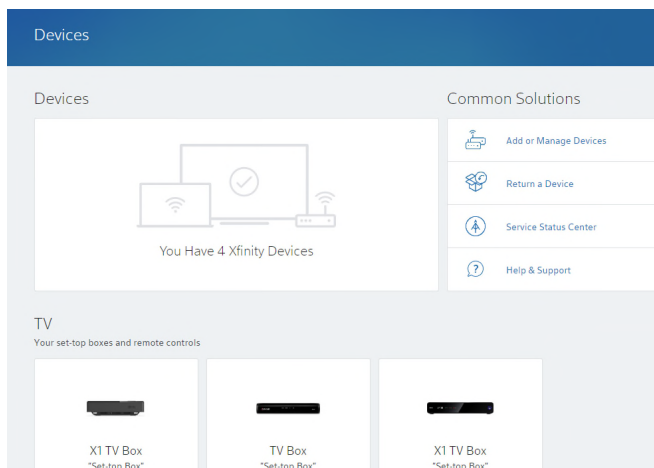 Devices
Devices
You Have 4 Xfinity Devices
Common Solutions
Add or Manage Devices
Return a Device
Service Status Center
Help & Support
TV
Your set-top boxes and remote controls
X1 TV Box
"Set-top Box"
TV Box
"Set-top Box"
X1 TV Box
"Set-top Box"